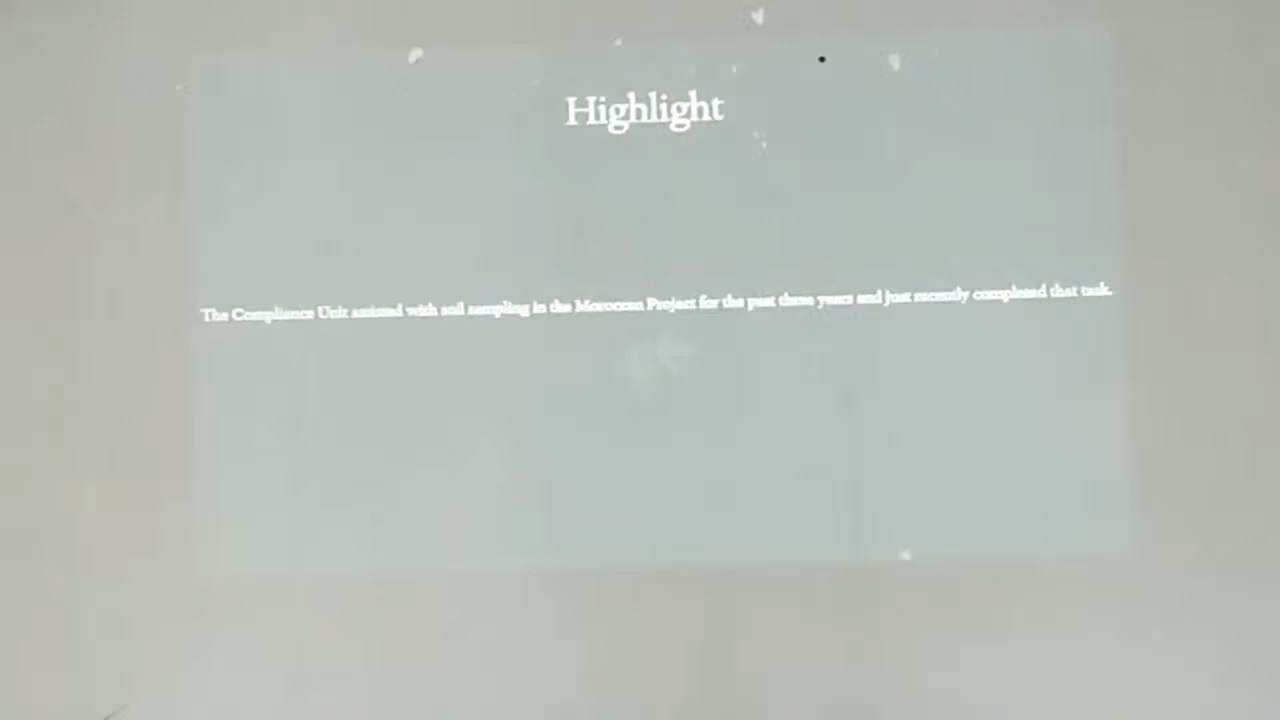 Highlight
The Compliance Unit assisted with soil sampling in the Moroccan Project for the past three years and just recently completed that task.